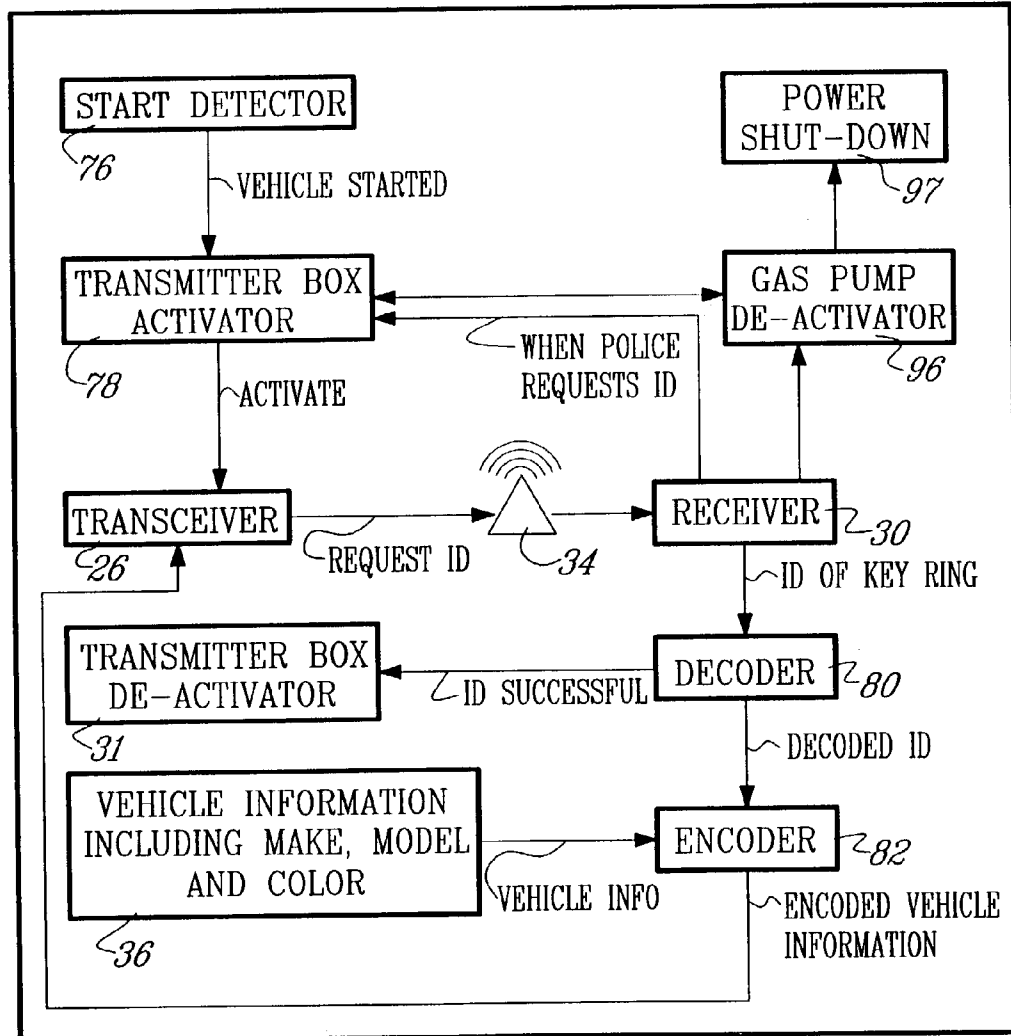 START DETECTOR
76
VEHICLE STARTED
POWER
SHUT-DOWN
97
TRANSMITTER BOX
ACTIVATOR
78
GAS PUMP
DE-ACTIVATOR
96
WHEN POLICE
REQUESTS ID
ACTIVATE
TRANSCEIVER
26
REQUEST ID
34
RECEIVER
30
ID OF KEY RING
TRANSMITTER BOX
DE-ACTIVATOR
31
ID SUCCESSFUL
DECODER
80
DECODED ID
VEHICLE INFORMATION
INCLUDING MAKE, MODEL
AND COLOR
36
VEHICLE INFO
ENCODER
82
ENCODED VEHICLE
INFORMATION